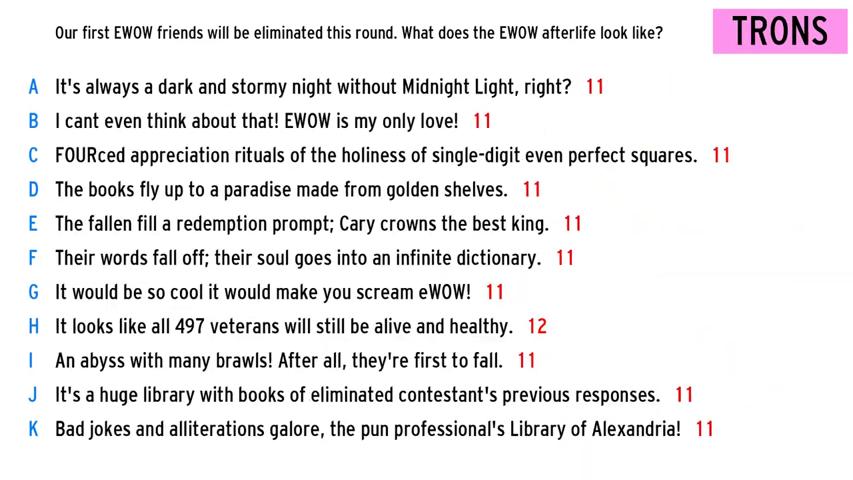 Our first EWOW friends will be eliminated this round. What does the EWOW afterlife look like?
TRONS
A It's always a dark and stormy night without Midnight Light, right? 11
B I cant even think about that! EWOW is my only love! 11
C FOURced appreciation rituals of the holiness of single-digit even perfect squares. 11
D The books fly up to a paradise made from golden shelves. 11
E The fallen fill a redemption prompt; Cary crowns the best king. 11
F Their words fall off; their soul goes into an infinite dictionary. 11
G It would be so cool it would make you scream eWOW! 11
H It looks like all 497 veterans will still be alive and healthy. 12
I An abyss with many brawls! After all, they're first to fall. 11
J It's a huge library with books of eliminated contestant's previous responses. 11
K Bad jokes and alliterations galore, the pun professional's Library of Alexandria! 11